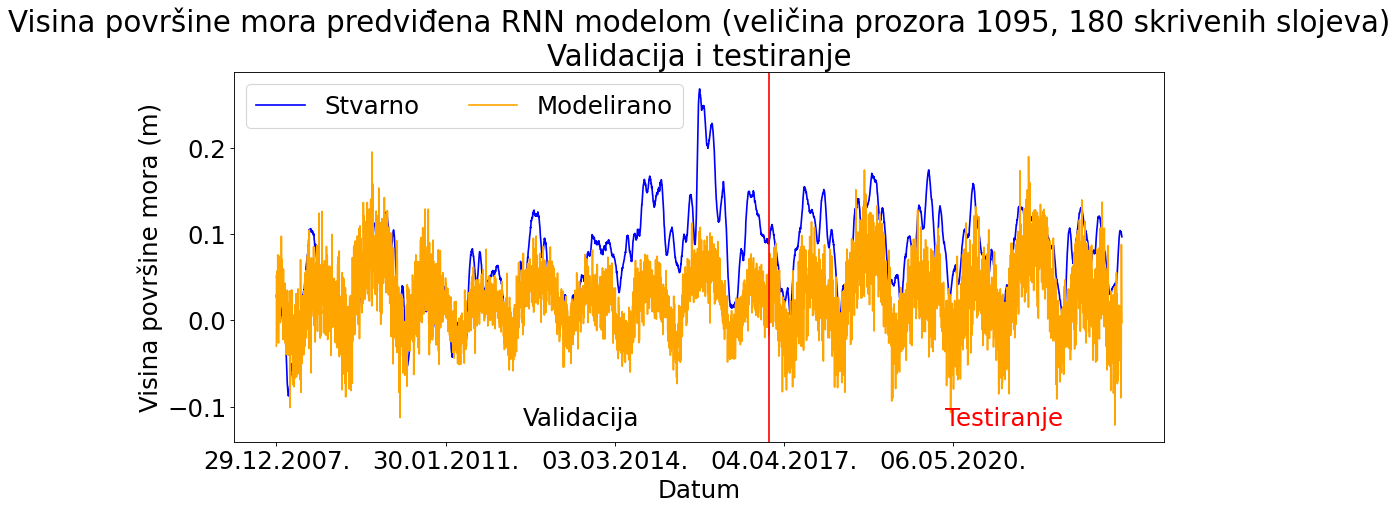 Visina površine mora predviđena RNN modelom (veličina prozora 1095, 180 skrivenih slojeva)
Validacija i testiranje
Stvarno
Modelirano
Visina površine mora (m)
0.2
0.1
0.0
−0.1
Validacija
Testiranje
29.12.2007.
30.01.2011.
03.03.2014.
04.04.2017.
06.05.2020.
Datum